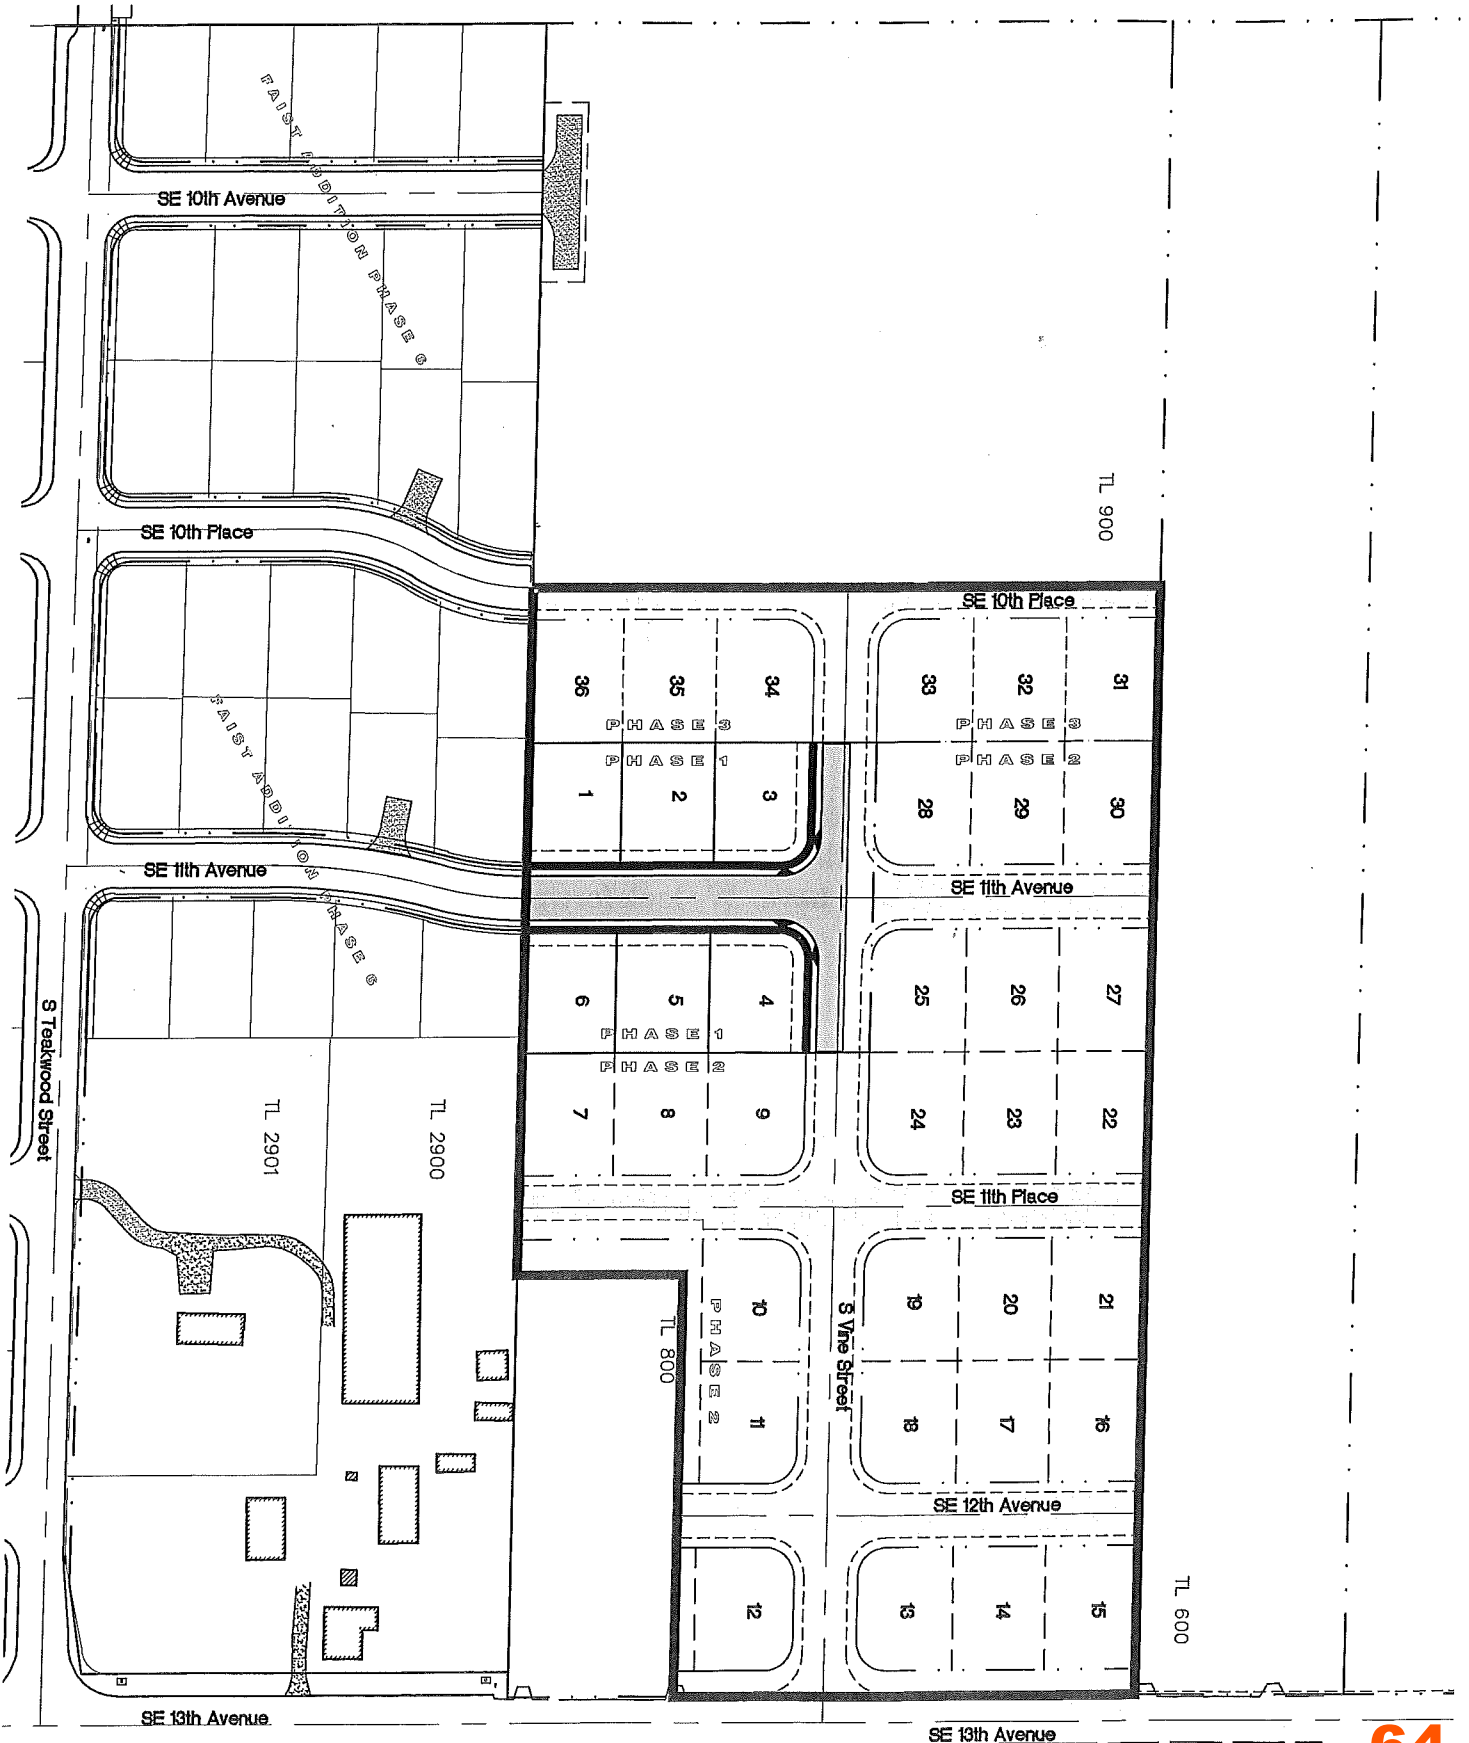 FAIST ADDITION PHASE 6
SE 10th Avenue
TL 900
SE 10th Place
SE 10th Place
36
35
34
33
32
31
PHASE 3
PHASE 3
PHASE 1
PHASE 2
1
2
3
28
29
30
FAIST ADDITION PHASE 6
SE 11th Avenue
SE 11th Avenue
6
5
4
25
26
27
PHASE 1
PHASE 2
S Teakwood Street
7
8
9
24
23
22
TL 2901
TL 2900
SE 11th Place
10
19
20
21
TL 800
PHASE 2
S Vine Street
11
18
17
16
SE 12th Avenue
12
13
14
15
TL 600
SE 13th Avenue
SE 13th Avenue
64